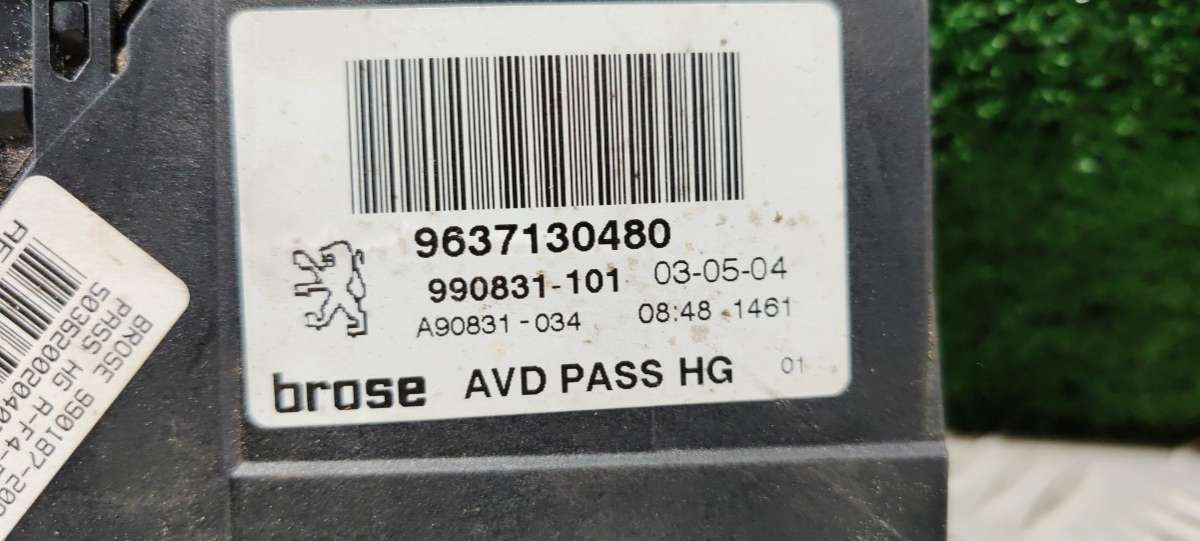 9637130480
990831-101 03-05-04
A90831-034 08:48 1461
brose AVD PASS HG 01
BROSE 990187-200
PASS HG A-F4-
5036200204